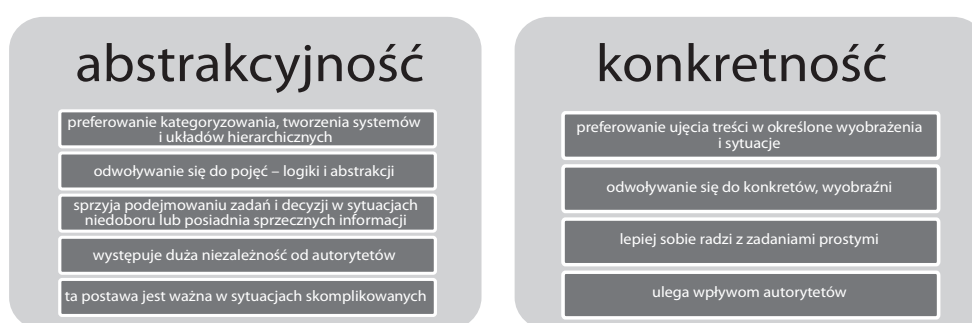 abstrakcyjność
preferowanie kategoryzowania, tworzenia systemów
i układów hierarchicznych
odwoływanie się do pojęć – logiki i abstrakcji
sprzyja podejmowaniu zadań i decyzji w sytuacjach
niedoboru lub posiadnia sprzecznych informacji
występuje duża niezależność od autorytetów
ta postawa jest ważna w sytuacjach skomplikowanych
konkretność
preferowanie ujęcia treści w określone wyobrażenia
i sytuacje
odwoływanie się do konkretów, wyobraźni
lepiej sobie radzi z zadaniami prostymi
ulega wpływom autorytetów